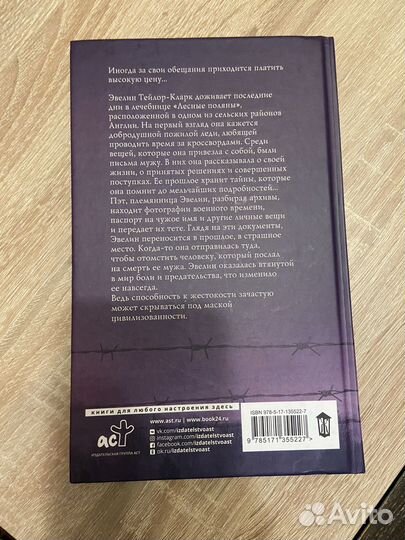 Иногда за свои обещания приходится платить
высокую цену...
Эвелин Тейлор-Кларк доживает последние
дни в лечебнице «Лесные поляны»,
расположенной в одном из сельских районов
Англии. На первый взгляд она кажется
добродушной пожилой леди, любящей
проводить время за кроссвордами. Среди
вещей, которые она привезла с собой, были
письма мужу. В них она рассказывала о своей
жизни, о принятых решениях и совершенных
поступках. Ее прошлое хранит тайны, которые
она помнит до мельчайших подробностей...
Пэт, племянница Эвелин, разбирая архивы,
находит фотографии военного времени,
паспорт на чужое имя и другие личные вещи
и передает их тете. Глядя на эти документы,
Эвелин переносится в прошлое, в страшное
место. Когда-то она отправилась туда,
чтобы отомстить человеку, который послал
на смерть ее мужа. Эвелин оказалась втянутой
в мир боли и предательства, что изменило
ее навсегда.
Ведь способность к жестокости зачастую
может скрываться под маской
цивилизованности.
книги для любого настроения здесь
аст
ИЗДАТЕЛЬСКАЯ ГРУППА АСТ
www.ast.ru | www.book24.ru
vk.com/izdatelstvoast
instagram.com/izdatelstvoast
facebook.com/izdatelstvoast
ok.ru/izdatelstvoast
ISBN 978-5-17-135522-7
9785171355227 >
Avito